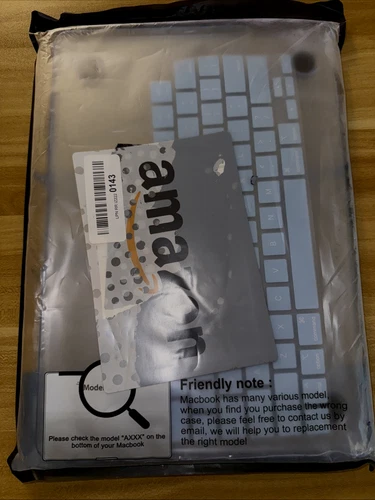 amazon
0143
Model
Please check the model "AXXX" on the
bottom of your Macbook
Friendly note :
Macbook has many various model,
when you find you purchase the wrong
case, please feel free to contact us by
email, we will help you to replacement
the right model